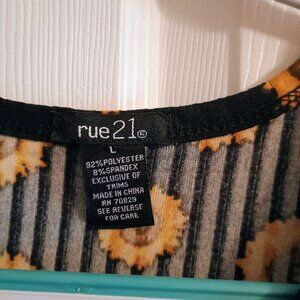 rue21®
L
92%POLYESTER
8%SPANDEX
EXCLUSIVE OF
TRIMS
MADE IN CHINA
RN 70829
SEE REVERSE
FOR CARE